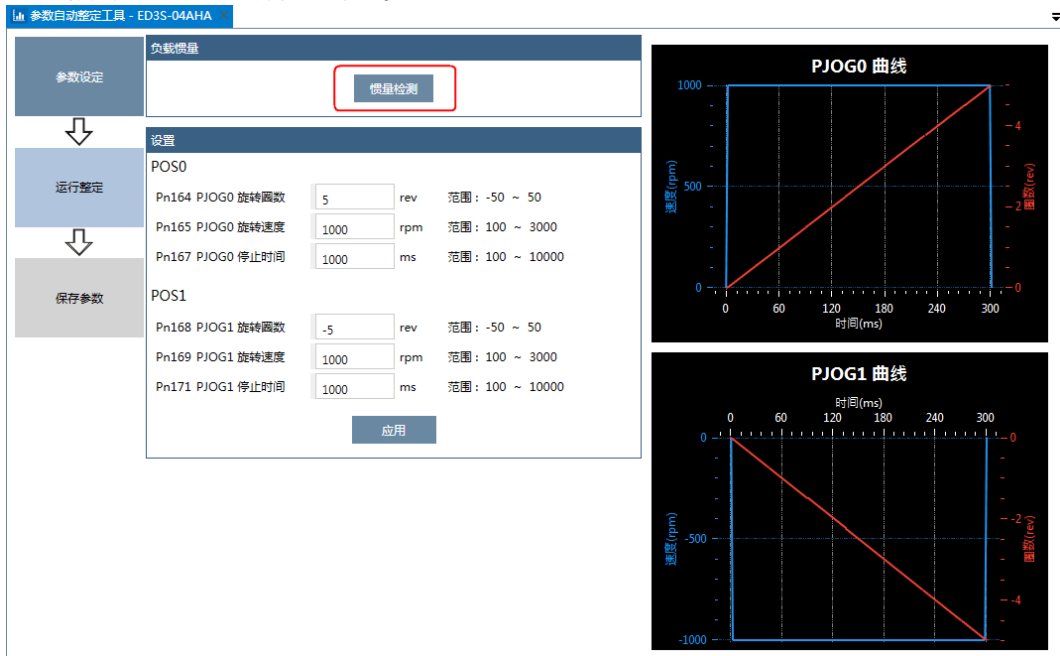 参数自动整定工具 - ED3S-04AHA ×
参数设定
运行整定
保存参数
负载惯量
惯量检测
设置
POS0
Pn164 PJOG0 旋转圈数 5 rev 范围：-50 ~ 50
Pn165 PJOG0 旋转速度 1000 rpm 范围：100 ~ 3000
Pn167 PJOG0 停止时间 1000 ms 范围：100 ~ 10000
POS1
Pn168 PJOG1 旋转圈数 -5 rev 范围：-50 ~ 50
Pn169 PJOG1 旋转速度 1000 rpm 范围：100 ~ 3000
Pn171 PJOG1 停止时间 1000 ms 范围：100 ~ 10000
应用
PJOG0 曲线
1000
500
0
速度(rpm)
4
2
0
圈数(rev)
0 60 120 180 240 300
时间(ms)
PJOG1 曲线
时间(ms)
0 60 120 180 240 300
0
-500
-1000
速度(rpm)
0
-2
-4
圈数(rev)